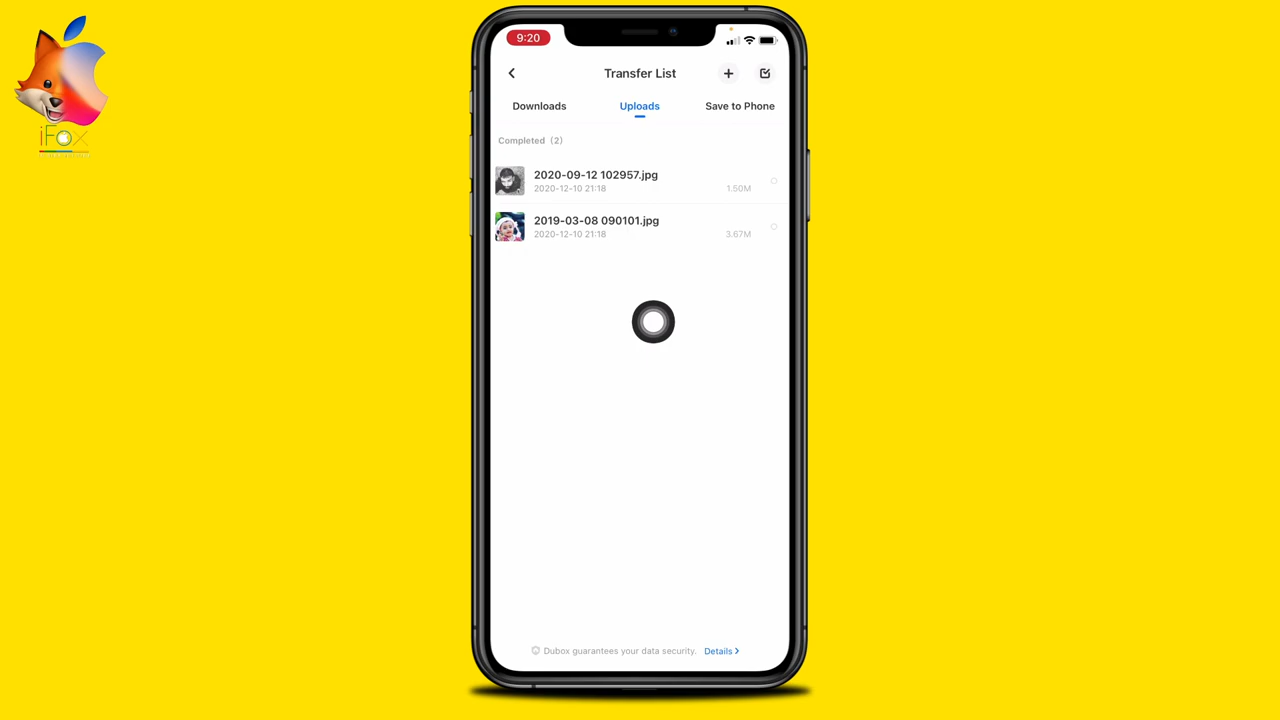 iFox
9:20
Transfer List
Downloads
Uploads
Save to Phone
Completed (2)
2020-09-12 102957.jpg
2020-12-10 21:18
1.50M
2019-03-08 090101.jpg
2020-12-10 21:18
3.67M
Dubox guarantees your data security. Details >